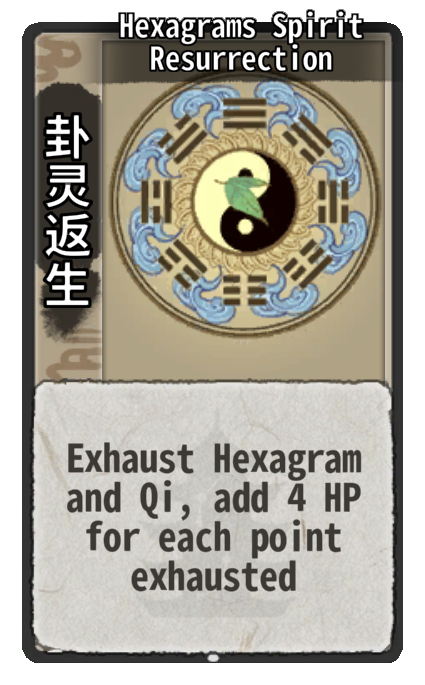 Hexagrams Spirit
Resurrection
卦灵返生
Exhaust Hexagram
and Qi, add 4 HP
for each point
exhausted